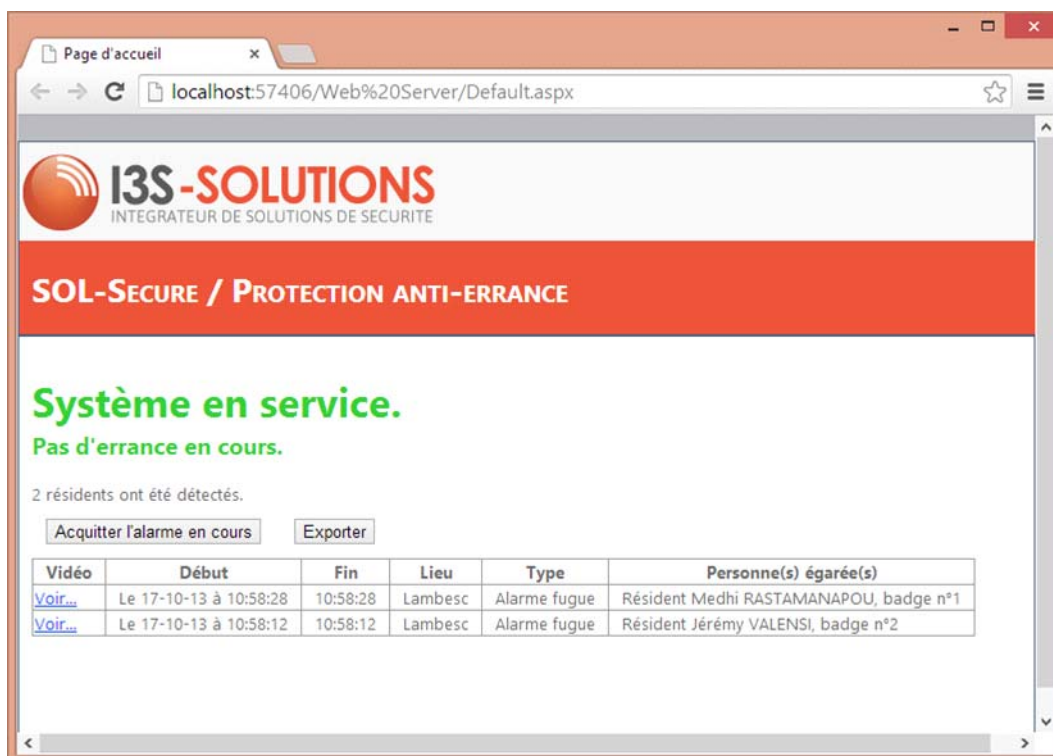 Page d'accueil
localhost:57406/Web%20Server/Default.aspx
I3S-SOLUTIONS
INTEGRATEUR DE SOLUTIONS DE SECURITE
SOL-SECURE / PROTECTION ANTI-ERRANCE
Système en service.
Pas d'errance en cours.
2 résidents ont été détectés.
Acquitter l'alarme en cours Exporter
Vidéo Début Fin Lieu Type Personne(s) égarée(s)
Voir... Le 17-10-13 à 10:58:28 10:58:28 Lambesc Alarme fugue Résident Medhi RASTAMANAPOU, badge n°1
Voir... Le 17-10-13 à 10:58:12 10:58:12 Lambesc Alarme fugue Résident Jérémy VALENSI, badge n°2